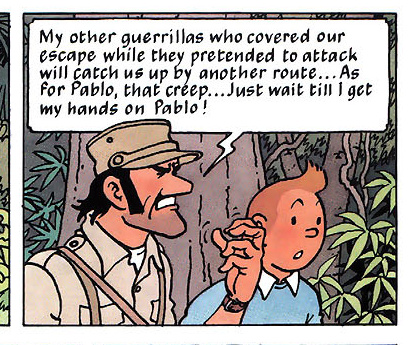 My other guerrillas who covered our
escape while they pretended to attack
will catch us up by another route... As
for Pablo, that creep... Just wait till I get
my hands on Pablo!